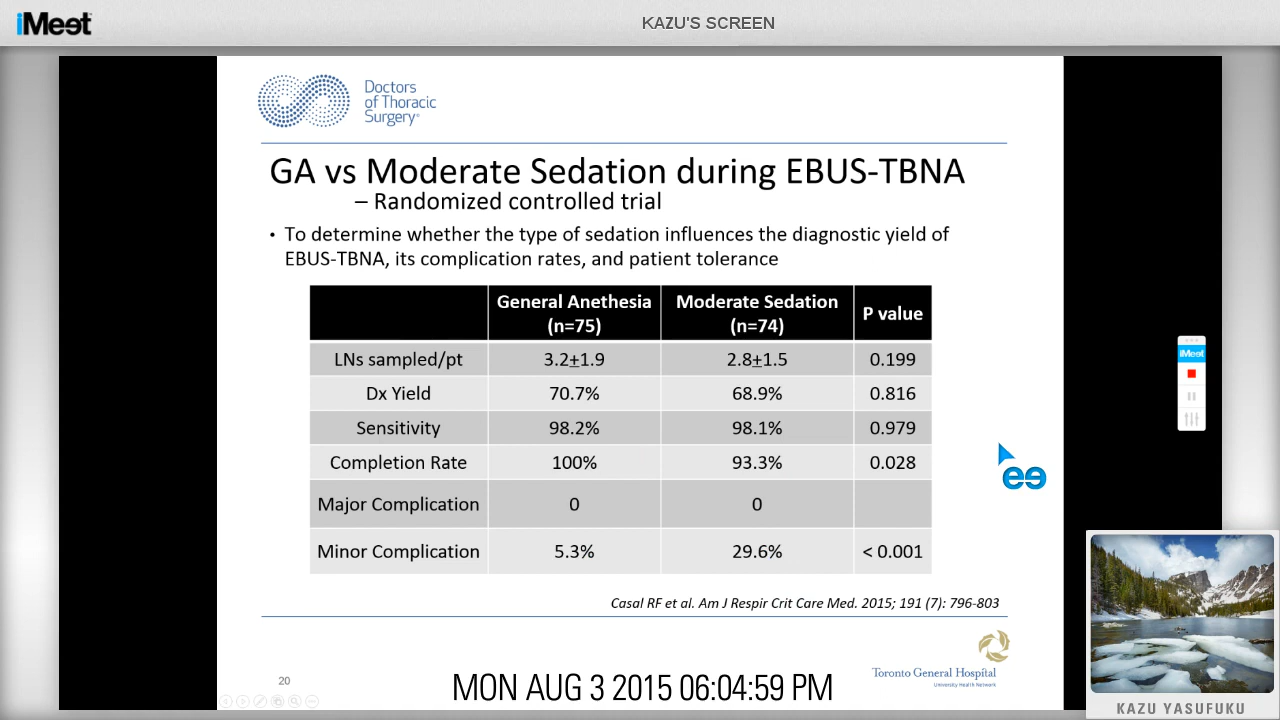 iMeet
KAZU'S SCREEN
Doctors
of Thoracic
Surgery®
GA vs Moderate Sedation during EBUS-TBNA
– Randomized controlled trial
• To determine whether the type of sedation influences the diagnostic yield of
EBUS-TBNA, its complication rates, and patient tolerance
General Anethesia (n=75) Moderate Sedation (n=74) P value
LNs sampled/pt 3.2±1.9 2.8±1.5 0.199
Dx Yield 70.7% 68.9% 0.816
Sensitivity 98.2% 98.1% 0.979
Completion Rate 100% 93.3% 0.028
Major Complication 0 0
Minor Complication 5.3% 29.6% < 0.001
iMeet
Casal RF et al. Am J Respir Crit Care Med. 2015; 191 (7): 796-803
Toronto General Hospital
University Health Network
20
MON AUG 3 2015 06:04:59 PM
KAZU YASUFUKU